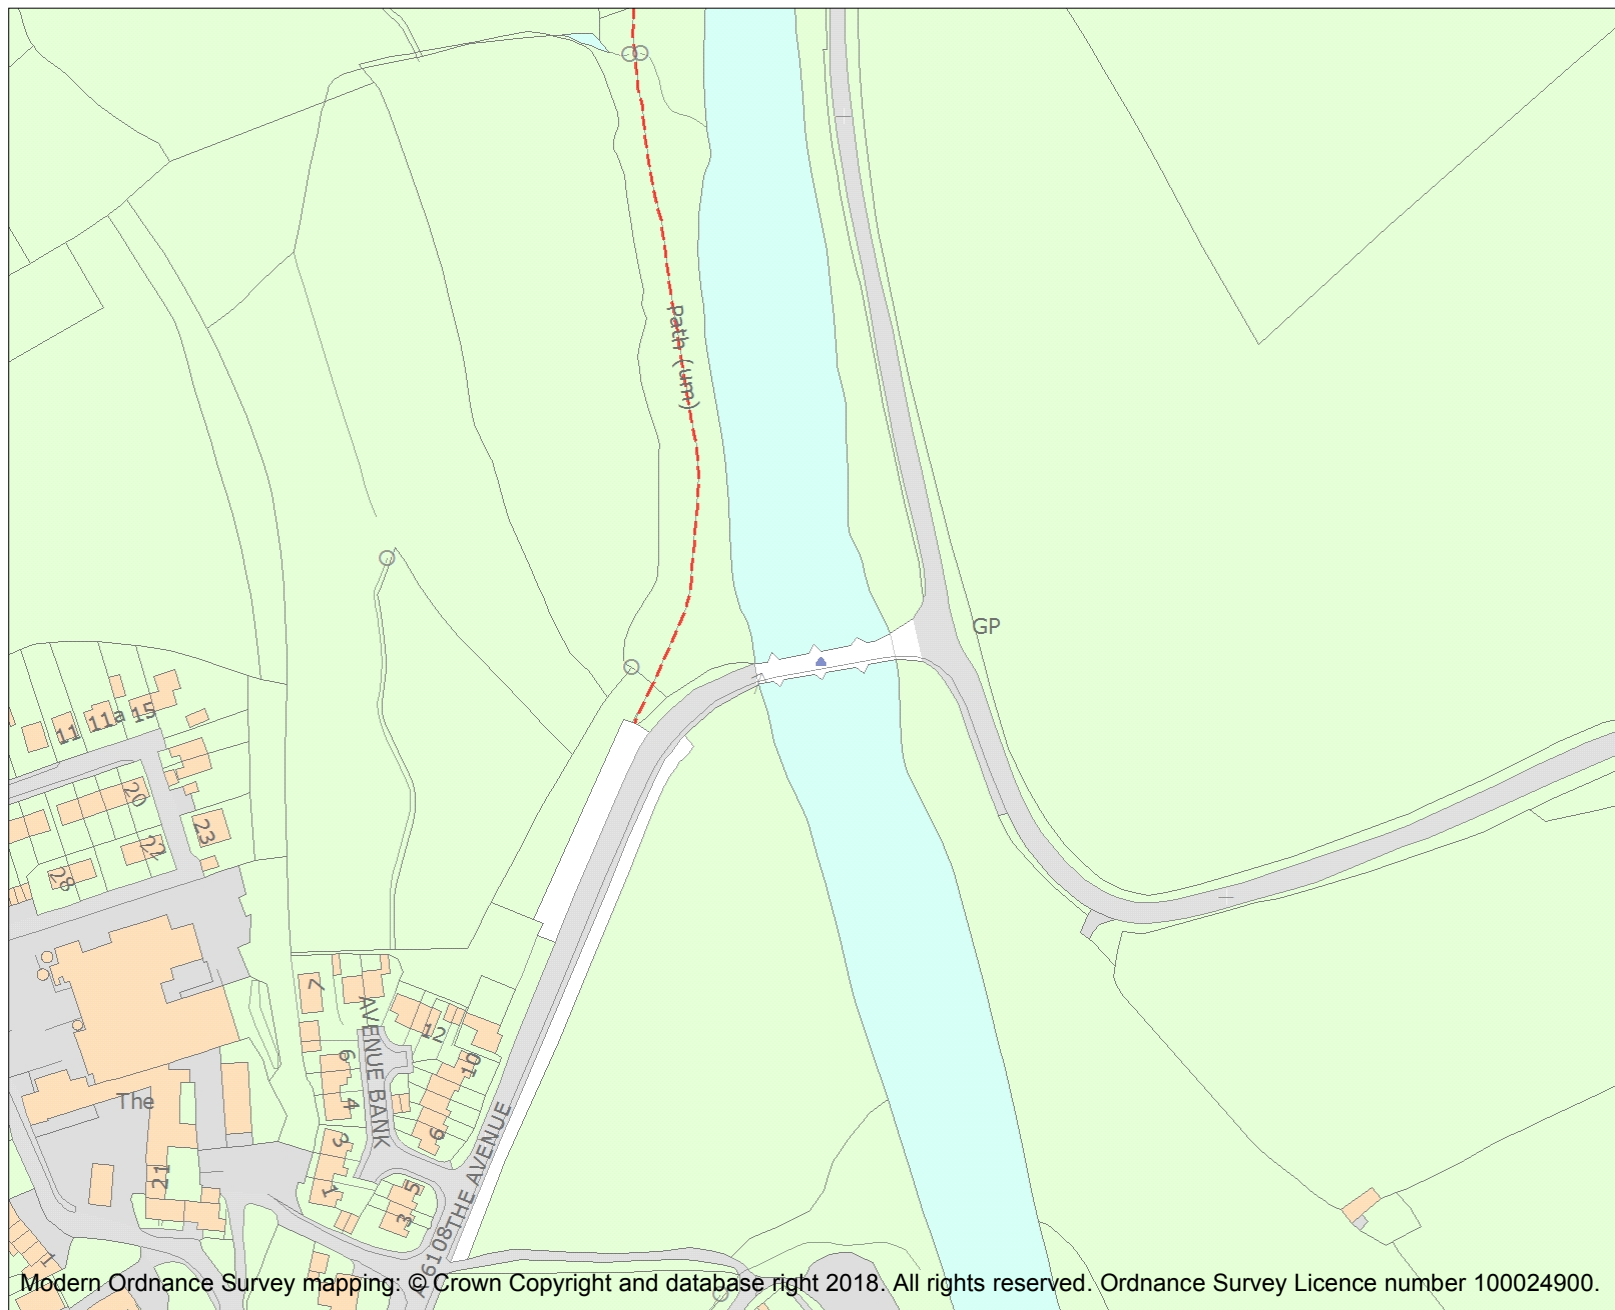 Path (um)
GP
11
11a
15
20
23
22
28
7
AVENUE BANK
12
10
6
4
6
The
3
1
21
5
3
THE AVENUE
A6108
1
Modern Ordnance Survey mapping: © Crown Copyright and database right 2018. All rights reserved. Ordnance Survey Licence number 100024900.